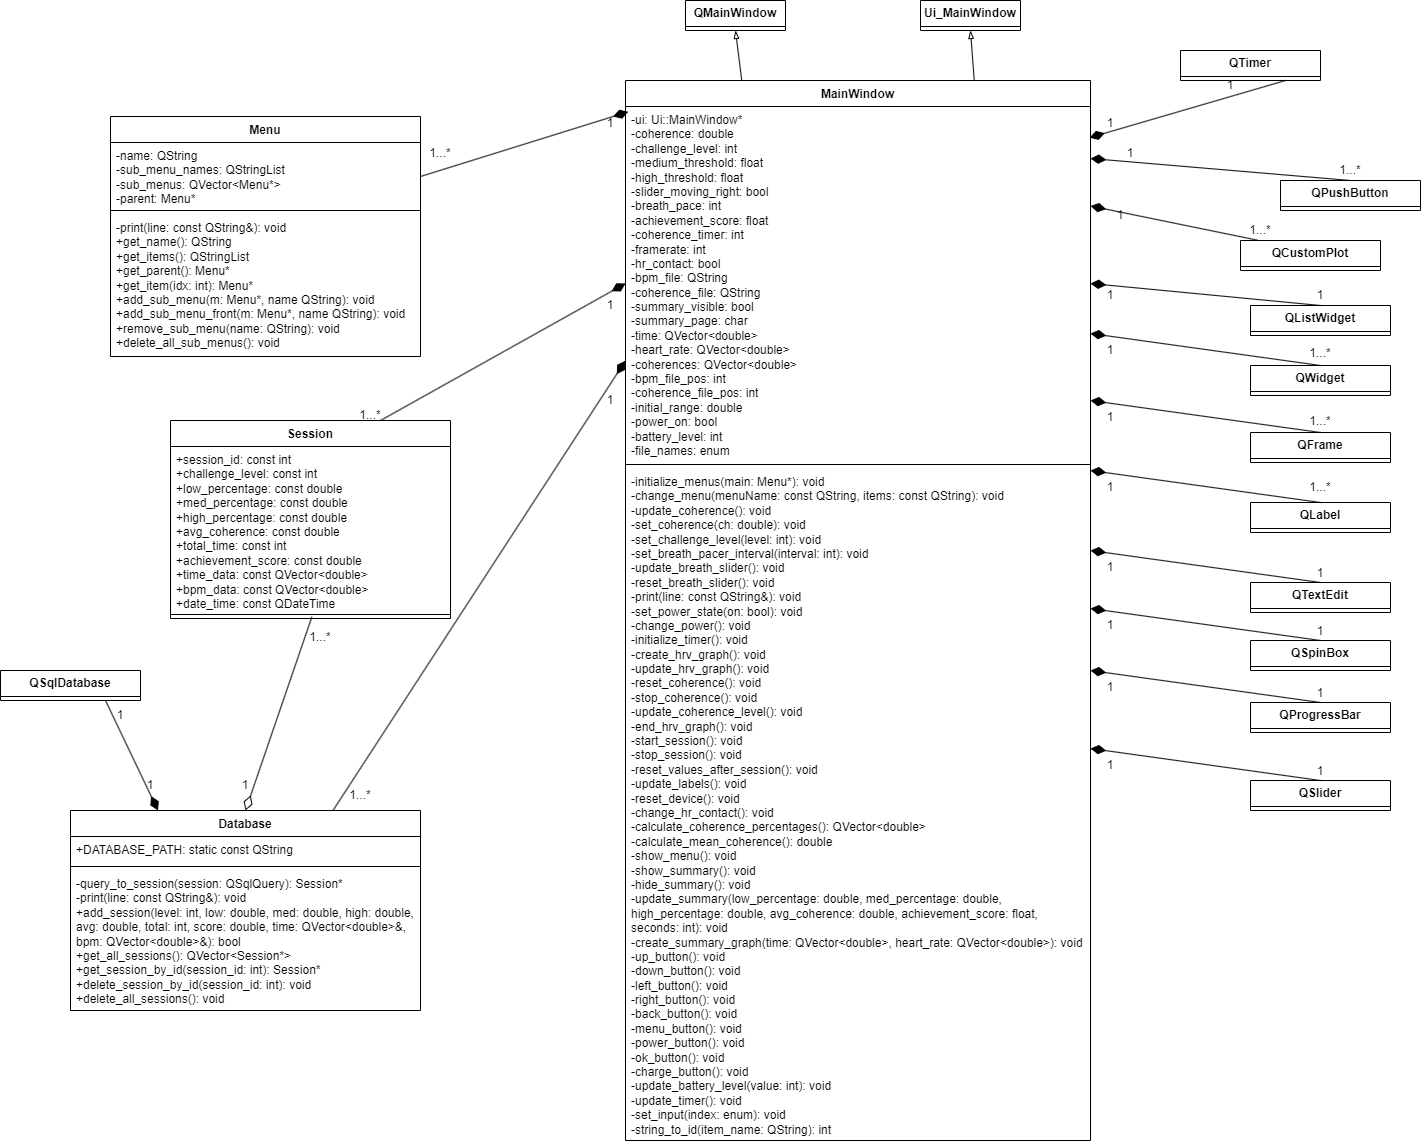 QMainWindow
Ui_MainWindow
QTimer
1
1
MainWindow
-ui: Ui::MainWindow*
-coherence: double
-challenge_level: int
-medium_threshold: float
-high_threshold: float
-slider_moving_right: bool
-breath_pace: int
-achievement_score: float
-coherence_timer: int
-framerate: int
-hr_contact: bool
-bpm_file: QString
-coherence_file: QString
-summary_visible: bool
-summary_page: char
-time: QVector<double>
-heart_rate: QVector<double>
-coherences: QVector<double>
-bpm_file_pos: int
-coherence_file_pos: int
-initial_range: double
-power_on: bool
-battery_level: int
-file_names: enum
-initialize_menus(main: Menu*): void
-change_menu(menuName: const QString, items: const QString): void
-update_coherence(): void
-set_coherence(ch: double): void
-set_challenge_level(level: int): void
-set_breath_pacer_interval(interval: int): void
-update_breath_slider(): void
-reset_breath_slider(): void
-print(line: const QString&): void
-set_power_state(on: bool): void
-change_power(): void
-initialize_timer(): void
-create_hrv_graph(): void
-update_hrv_graph(): void
-reset_coherence(): void
-stop_coherence(): void
-update_coherence_level(): void
-end_hrv_graph(): void
-start_session(): void
-stop_session(): void
-reset_values_after_session(): void
-update_labels(): void
-reset_device(): void
-change_hr_contact(): void
-calculate_coherence_percentages(): QVector<double>
-calculate_mean_coherence(): double
-show_menu(): void
-show_summary(): void
-hide_summary(): void
-update_summary(low_percentage: double, med_percentage: double,
high_percentage: double, avg_coherence: double, achievement_score: float,
seconds: int): void
-create_summary_graph(time: QVector<double>, heart_rate: QVector<double>): void
-up_button(): void
-down_button(): void
-left_button(): void
-right_button(): void
-back_button(): void
-menu_button(): void
-power_button(): void
-ok_button(): void
-charge_button(): void
-update_battery_level(value: int): void
-update_timer(): void
-set_input(index: enum): void
-string_to_id(item_name: QString): int
1
1...*
Menu
-name: QString
-sub_menu_names: QStringList
-sub_menus: QVector<Menu*>
-parent: Menu*
-print(line: const QString&): void
+get_name(): QString
+get_items(): QStringList
+get_parent(): Menu*
+get_item(idx: int): Menu*
+add_sub_menu(m: Menu*, name QString): void
+add_sub_menu_front(m: Menu*, name QString): void
+remove_sub_menu(name: QString): void
+delete_all_sub_menus(): void
1
1...*
Session
+session_id: const int
+challenge_level: const int
+low_percentage: const double
+med_percentage: const double
+high_percentage: const double
+avg_coherence: const double
+total_time: const int
+achievement_score: const double
+time_data: const QVector<double>
+bpm_data: const QVector<double>
+date_time: const QDateTime
1...*
1
QSqlDatabase
1
1
1
1...*
Database
+DATABASE_PATH: static const QString
-query_to_session(session: QSqlQuery): Session*
-print(line: const QString&): void
+add_session(level: int, low: double, med: double, high: double,
avg: double, total: int, score: double, time: QVector<double>&,
bpm: QVector<double>&): bool
+get_all_sessions(): QVector<Session*>
+get_session_by_id(session_id: int): Session*
+delete_session_by_id(session_id: int): void
+delete_all_sessions(): void
1
1...*
QPushButton
1
1...*
QCustomPlot
1
1
QListWidget
1
1...*
QWidget
1
1...*
QFrame
1
1...*
QLabel
1
1
QTextEdit
1
1
QSpinBox
1
1
QProgressBar
1
1
QSlider